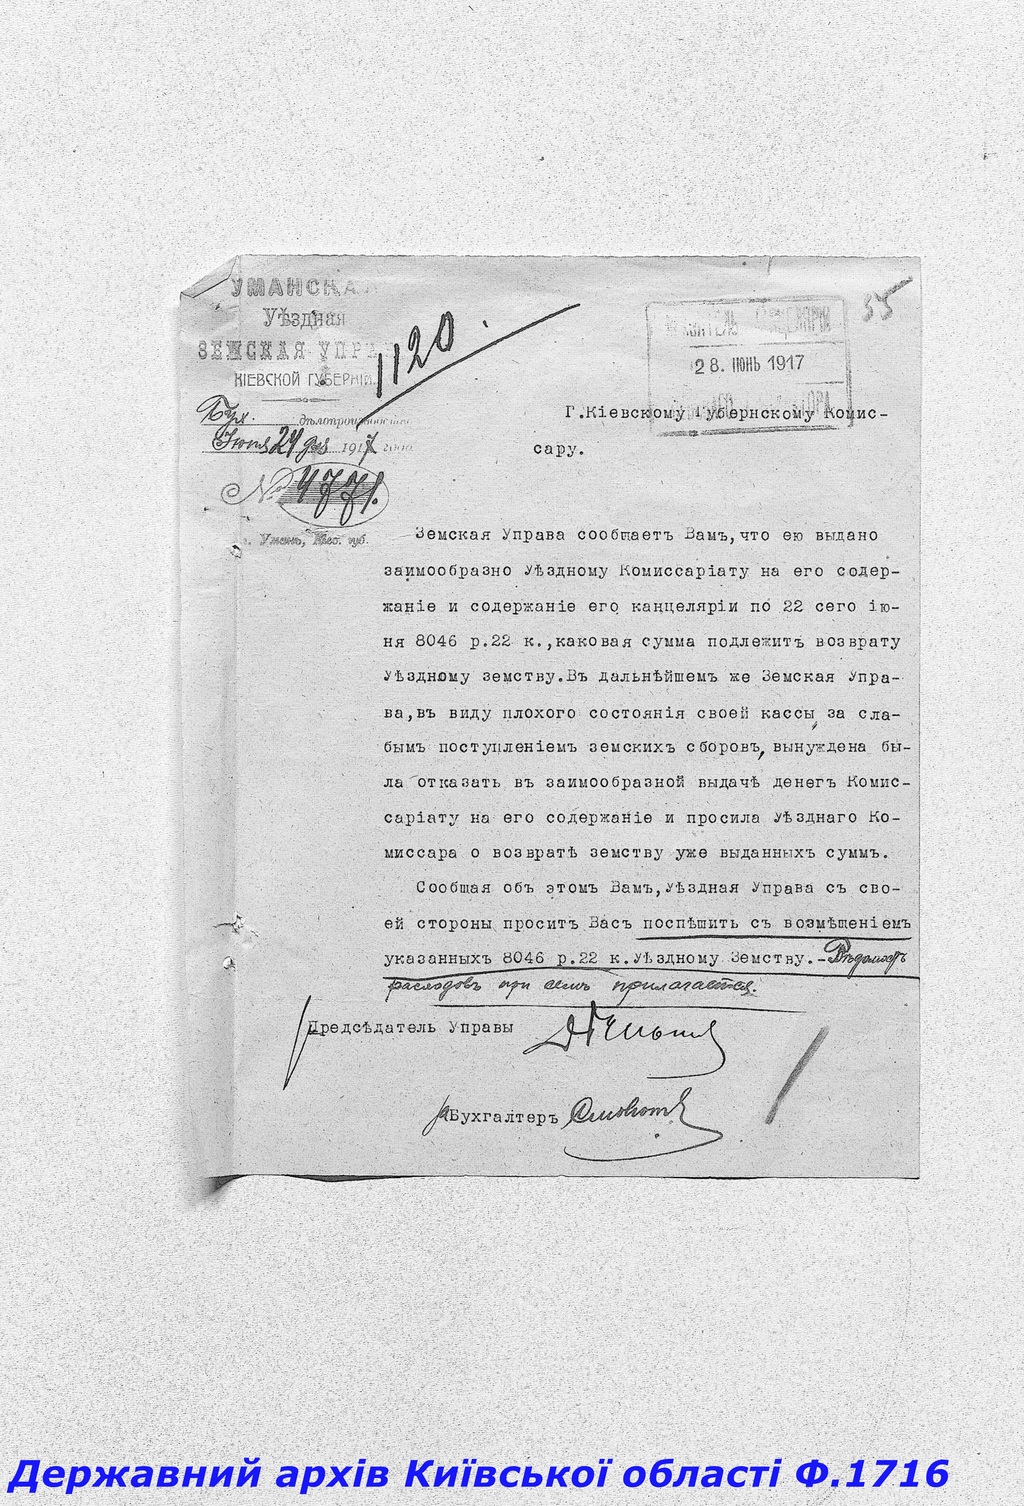 УМАНСКАЯ
Уѣздная
ЗЕМСКАЯ УПРАВА
КІЕВСКОЙ ГУБЕРНІИ.
Бух. дѣлопроизводство
Іюня 24 дня 1917 года
№ 4771.
г. Умань, Кіев. губ.
1120.
55
28. ІЮНЬ 1917
Г.Кіевскому Губернскому Комис-
сару.
Земская Управа сообщаетъ Вамъ,что ею выдано
заимообразно Уѣздному Комиссаріату на его содер-
жаніе и содержаніе его канцеляріи по 22 сего ію-
ня 8046 р.22 к.,каковая сумма подлежитъ возврату
Уѣздному земству.Въ дальнѣйшемъ же Земская Упра-
ва,въ виду плохого состоянія своей кассы, за сла-
бымъ поступленіемъ земскихъ сборовъ, вынуждена бы-
ла отказать въ заимообразной выдачѣ денегъ Комис-
саріату на его содержаніе и просила Уѣзднаго Ко-
миссара о возвратѣ земству уже выданныхъ суммъ.
Сообщая объ этомъ Вамъ,Уѣздная Управа съ сво-
ей стороны проситъ Васъ поспѣшить съ возмѣщеніемъ
указанныхъ 8046 р.22 к.Уѣздному Земству.-Вѣдомость
расходовъ при семъ прилагается.
Предсѣдатель Управы
Бухгалтеръ
Державний архів Київської області Ф.1716